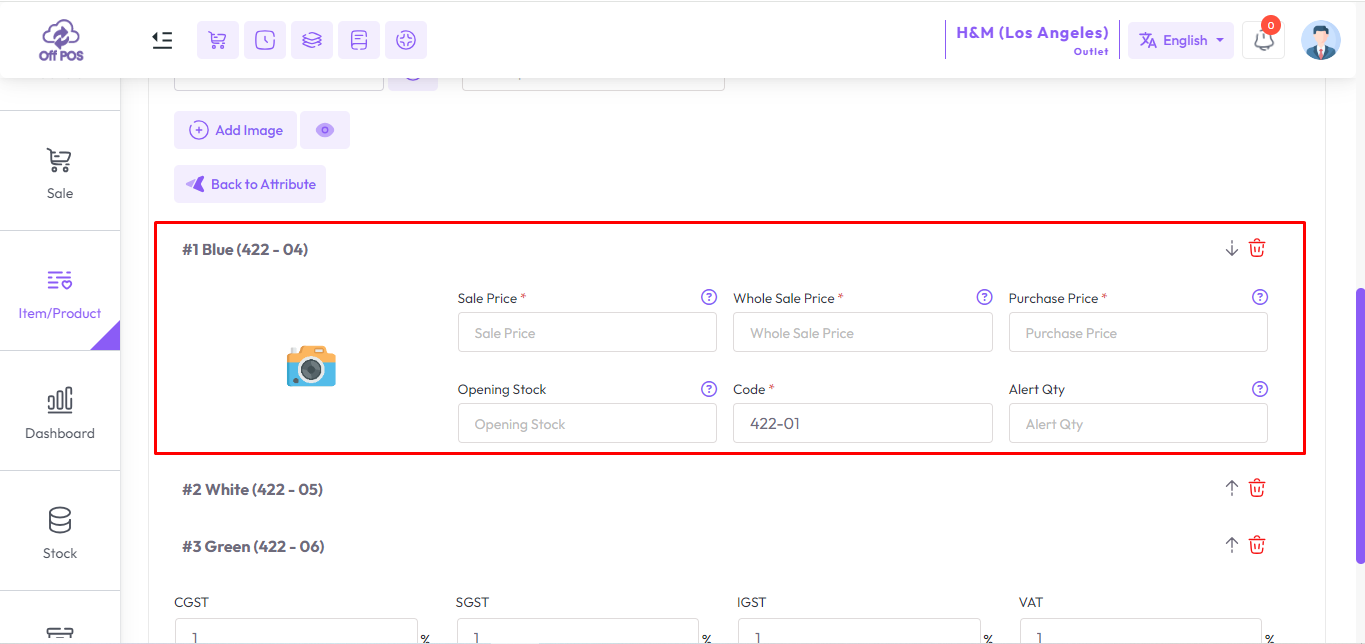 Off POS
H&M (Los Angeles)
Outlet
English
0
Add Image
Back to Attribute
Sale
Item/Product
Dashboard
Stock
#1 Blue (422 - 04)
Sale Price * ?
Whole Sale Price * ?
Purchase Price * ?
Sale Price
Whole Sale Price
Purchase Price
Opening Stock ?
Code *
Alert Qty ?
Opening Stock
422-01
Alert Qty
#2 White (422 - 05)
#3 Green (422 - 06)
CGST
SGST
IGST
VAT
1 %
1 %
1 %
1 %